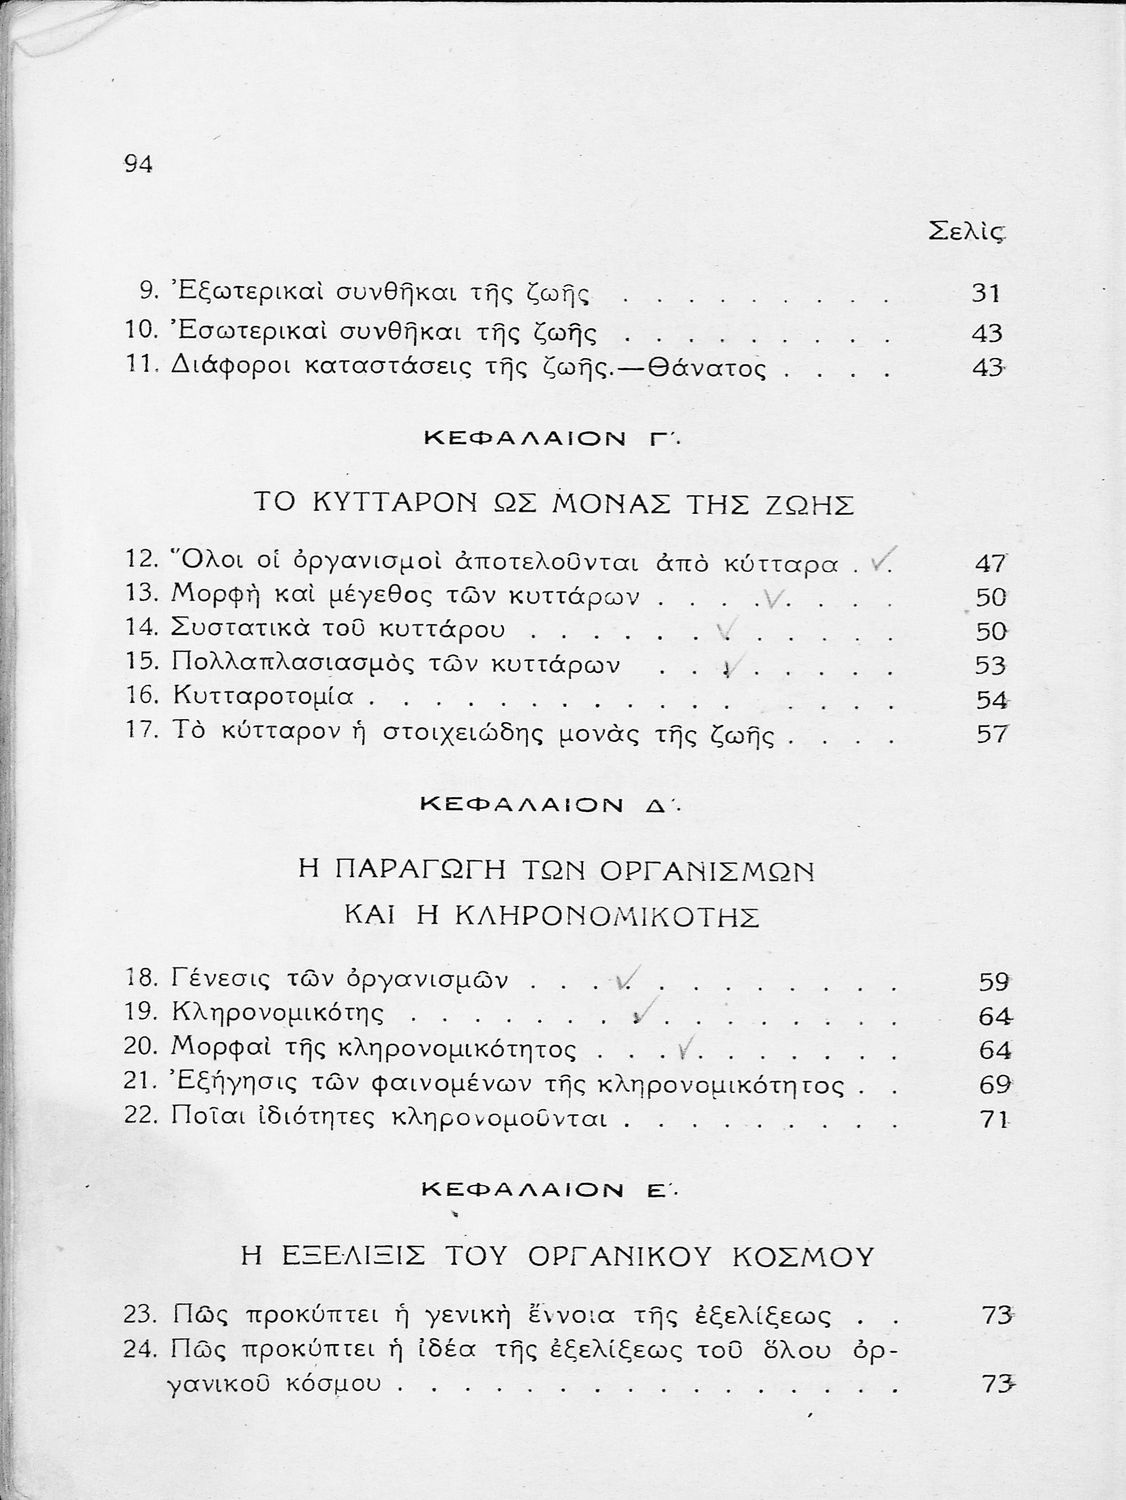 94
Σελὶς
9. Ἐξωτερικαὶ συνθῆκαι τῆς ζωῆς . . . . . . . . . 31
10. Ἐσωτερικαὶ συνθῆκαι τῆς ζωῆς . . . . . . . . . 43
11. Διάφοροι καταστάσεις τῆς ζωῆς.—Θάνατος . . . . 43
ΚΕΦΑΛΑΙΟΝ Γ΄.
ΤΟ ΚΥΤΤΑΡΟΝ ΩΣ ΜΟΝΑΣ ΤΗΣ ΖΩΗΣ
12. Ὅλοι οἱ ὀργανισμοὶ ἀποτελοῦνται ἀπὸ κύτταρα . . 47
13. Μορφὴ καὶ μέγεθος τῶν κυττάρων . . . . . . . . 50
14. Συστατικὰ τοῦ κυττάρου . . . . . . . . . . . . 50
15. Πολλαπλασιασμὸς τῶν κυττάρων . . . . . . . . 53
16. Κυτταροτομία . . . . . . . . . . . . . . . . 54
17. Τὸ κύτταρον ἡ στοιχειώδης μονὰς τῆς ζωῆς . . . . 57
ΚΕΦΑΛΑΙΟΝ Δ΄.
Η ΠΑΡΑΓΩΓΗ ΤΩΝ ΟΡΓΑΝΙΣΜΩΝ
ΚΑΙ Η ΚΛΗΡΟΝΟΜΙΚΟΤΗΣ
18. Γένεσις τῶν ὀργανισμῶν . . . . . . . . . . . . 59
19. Κληρονομικότης . . . . . . . . . . . . . . . 64
20. Μορφαὶ τῆς κληρονομικότητος . . . . . . . . . . 64
21. Ἐξήγησις τῶν φαινομένων τῆς κληρονομικότητος . . 69
22. Ποῖαι ἰδιότητες κληρονομοῦνται . . . . . . . . . 71
ΚΕΦΑΛΑΙΟΝ Ε΄.
Η ΕΞΕΛΙΞΙΣ ΤΟΥ ΟΡΓΑΝΙΚΟΥ ΚΟΣΜΟΥ
23. Πῶς προκύπτει ἡ γενικὴ ἔννοια τῆς ἐξελίξεως . . 73
24. Πῶς προκύπτει ἡ ἰδέα τῆς ἐξελίξεως τοῦ ὅλου ὀρ-
γανικοῦ κόσμου . . . . . . . . . . . . . . . . 73